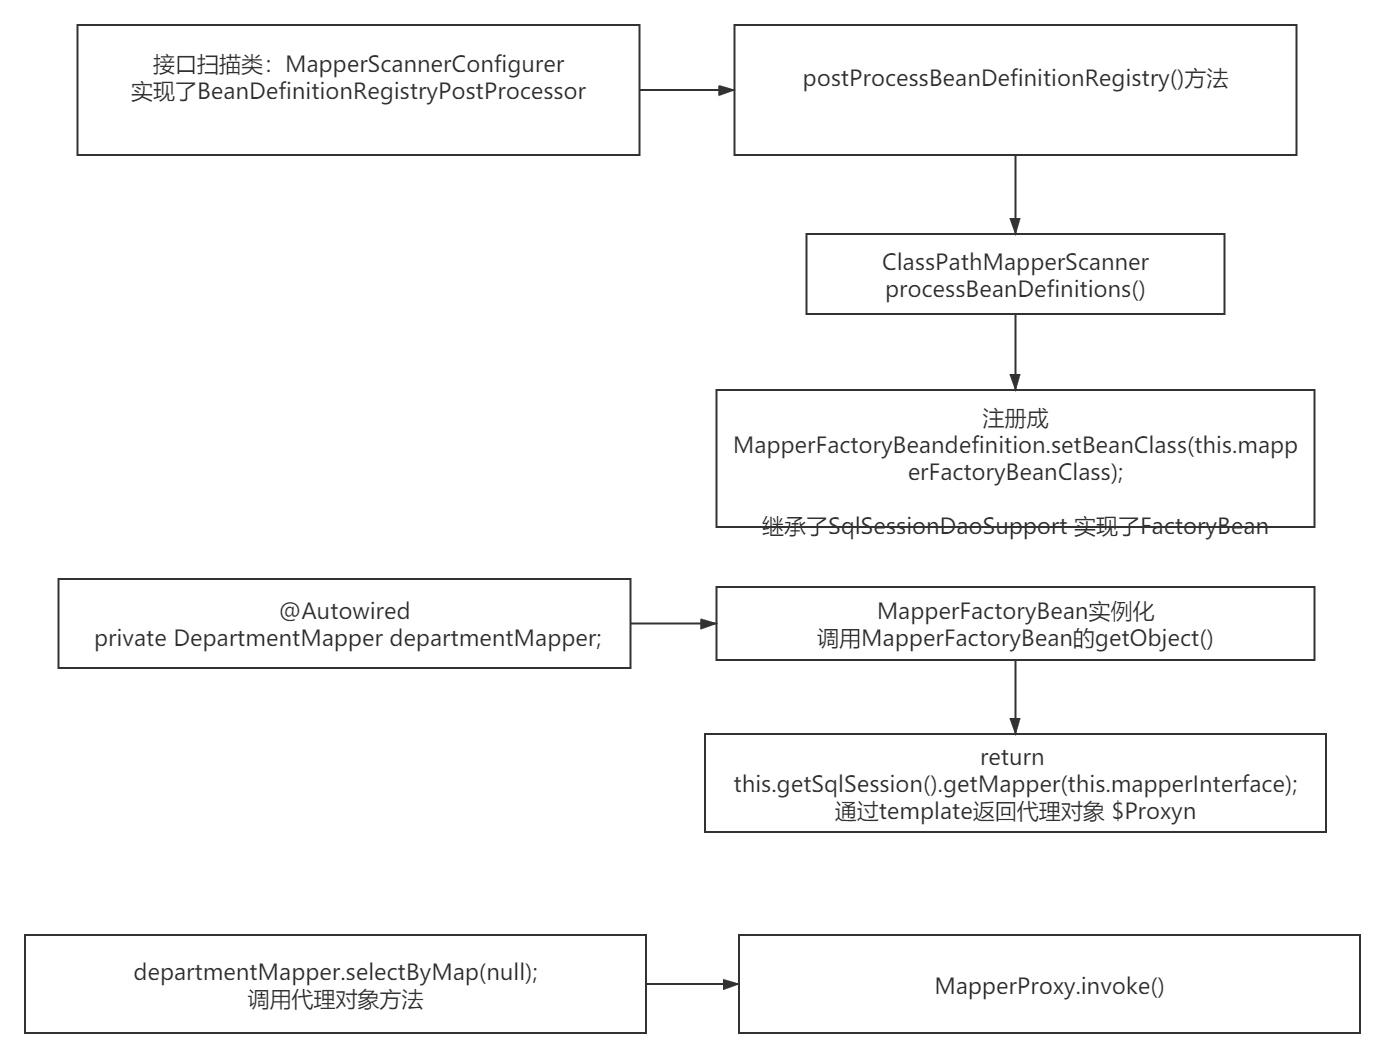 接口扫描类：MapperScannerConfigurer
实现了BeanDefinitionRegistryPostProcessor
postProcessBeanDefinitionRegistry()方法
ClassPathMapperScanner
processBeanDefinitions()
注册成
MapperFactoryBeandefinition.setBeanClass(this.mapp
erFactoryBeanClass);
继承了SqlSessionDaoSupport 实现了FactoryBean
@Autowired
private DepartmentMapper departmentMapper;
MapperFactoryBean实例化
调用MapperFactoryBean的getObject()
return
this.getSqlSession().getMapper(this.mapperInterface);
通过template返回代理对象 $Proxyn
departmentMapper.selectByMap(null);
调用代理对象方法
MapperProxy.invoke()